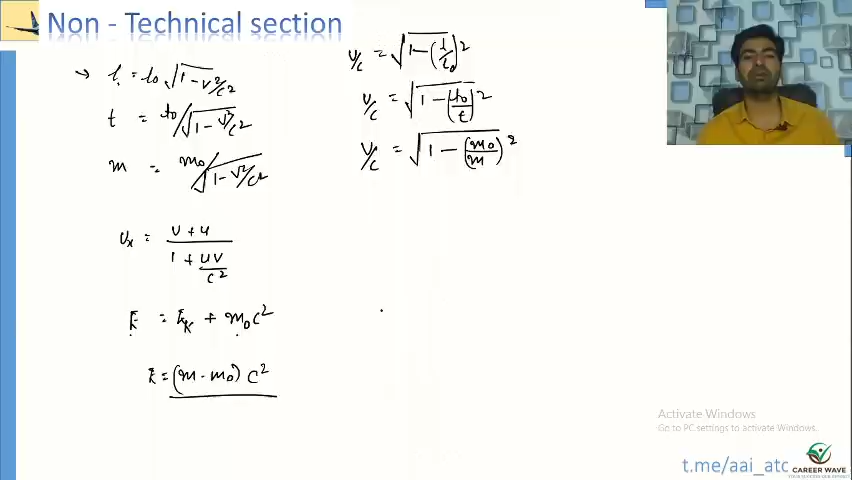 Non - Technical section
→ l = l₀ √(1 - v²/c²)
t = t₀/√(1 - v²/c²)
m = m₀/√(1 - v²/c²)
uₓ = (v + u)/(1 + uv/c²)
E = Eₖ + m₀c²
E = (m - m₀) c²
v/c = √(1 - (l/l₀)²)
v/c = √(1 - (t₀/t)²)
v/c = √(1 - (m₀/m)²)
Activate Windows
Go to PC settings to activate Windows.
t.me/aai_atc
CAREER WAVE